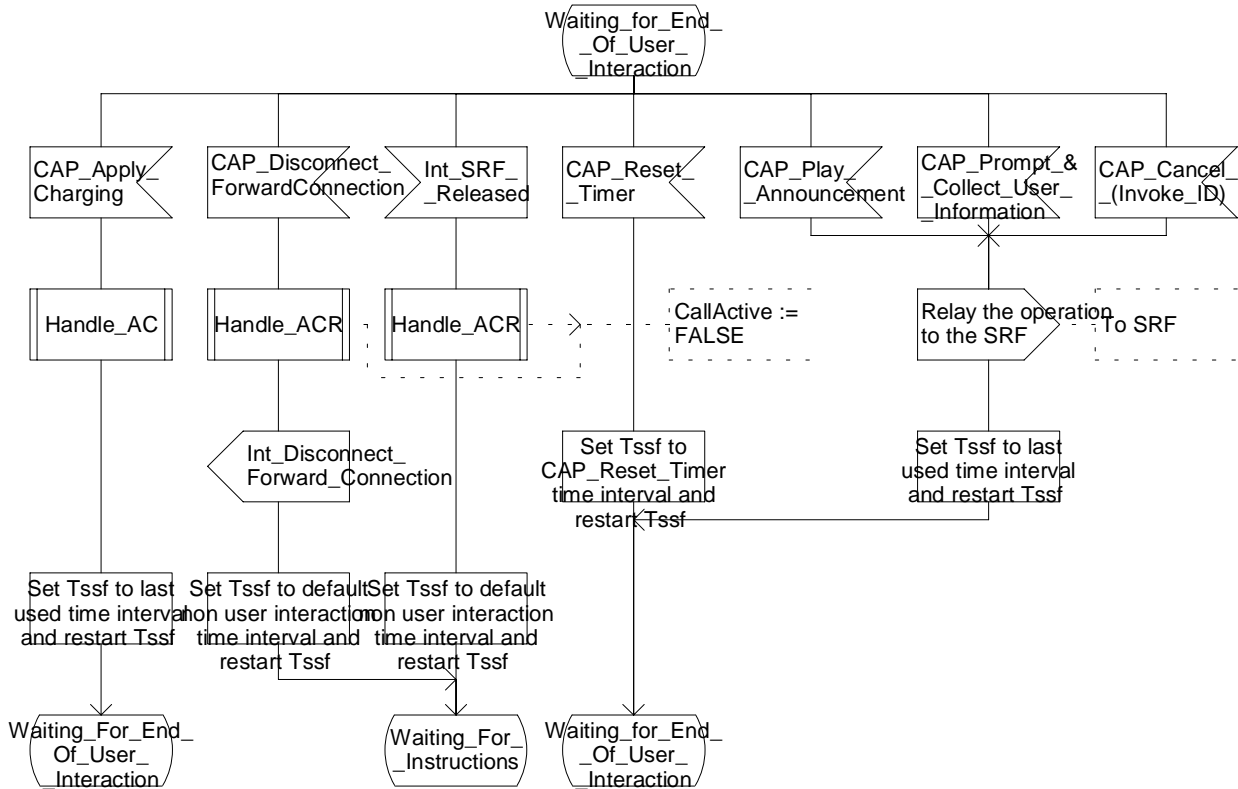 Waiting_for_End_
_Of_User_
_Interaction
CAP_Apply_
Charging
CAP_Disconnect_
ForwardConnection
Int_SRF_
_Released
CAP_Reset_
_Timer
CAP_Play_
_Announcement
CAP_Prompt_&
_Collect_User_
_Information
CAP_Cancel_
_(Invoke_ID)
Handle_AC
Handle_ACR
Handle_ACR
CallActive :=
FALSE
Relay the operation
to the SRF
To SRF
Int_Disconnect_
Forward_Connection
Set Tssf to
CAP_Reset_Timer
time interval and
restart Tssf
Set Tssf to last
used time interval
and restart Tssf
Set Tssf to last
used time interval
and restart Tssf
Set Tssf to default
non user interaction
time interval and
restart Tssf
Set Tssf to default
non user interaction
time interval and
restart Tssf
Waiting_For_End_
Of_User_
_Interaction
Waiting_For_
_Instructions
Waiting_for_End_
_Of_User_
_Interaction